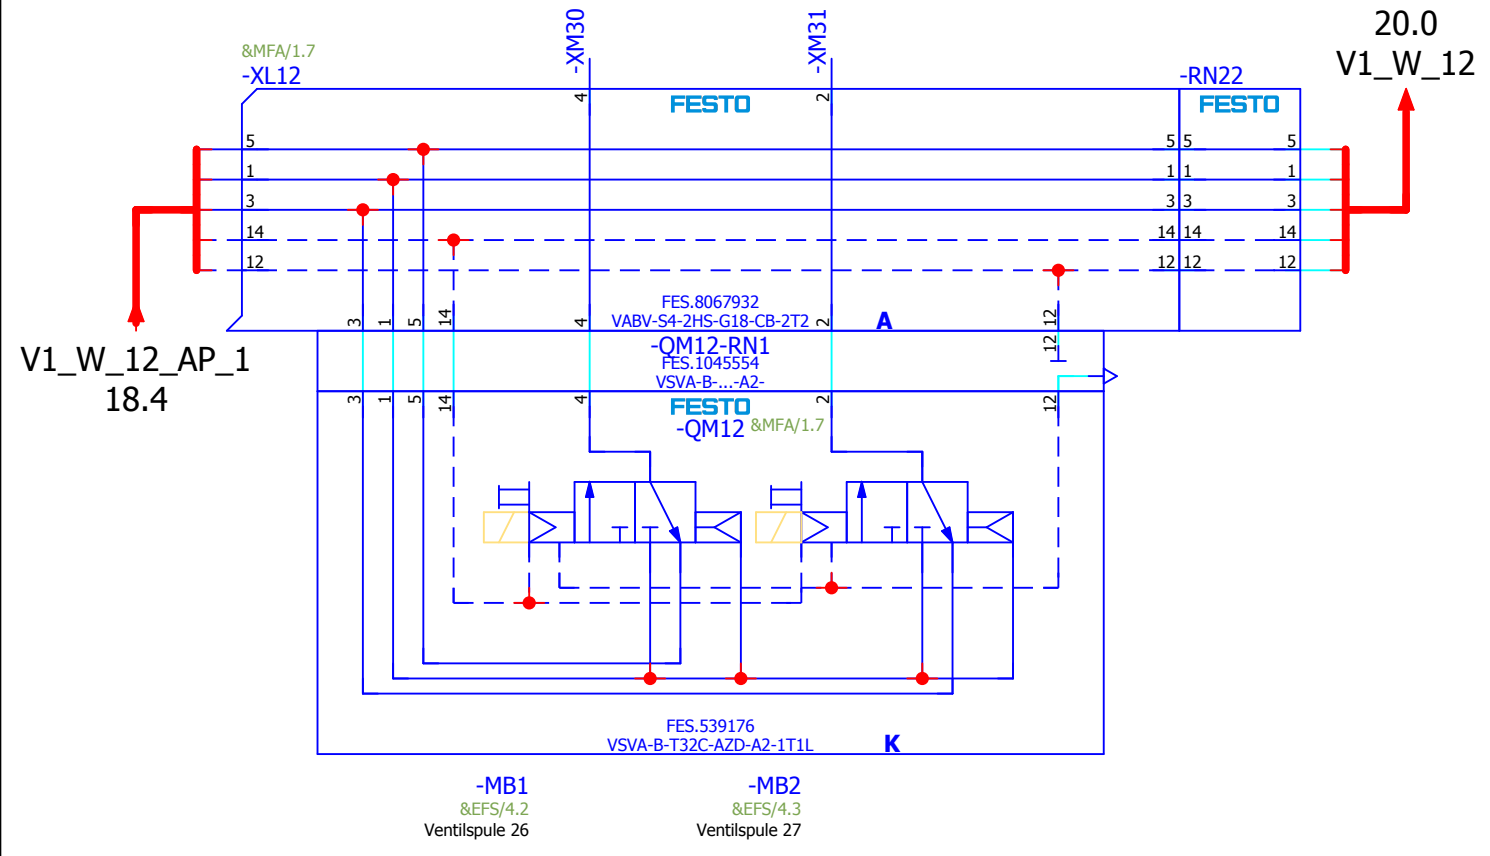 -XM30
-XM31
20.0
V1_W_12
&MFA/1.7
-XL12
-RN22
4
FESTO
2
FESTO
5
5 5
5
1
1 1
1
3
3 3
3
14
14 14
14
12
12 12
12
FES.8067932
VABV-S4-2HS-G18-CB-2T2
A
3
1
5
14
4
2
12
V1_W_12_AP_1
18.4
-QM12-RN1
FES.1045554
VSVA-B-...-A2-
12
3
1
5
14
4
FESTO
2
12
-QM12
&MFA/1.7
FES.539176
VSVA-B-T32C-AZD-A2-1T1L
K
-MB1
&EFS/4.2
Ventilspule 26
-MB2
&EFS/4.3
Ventilspule 27